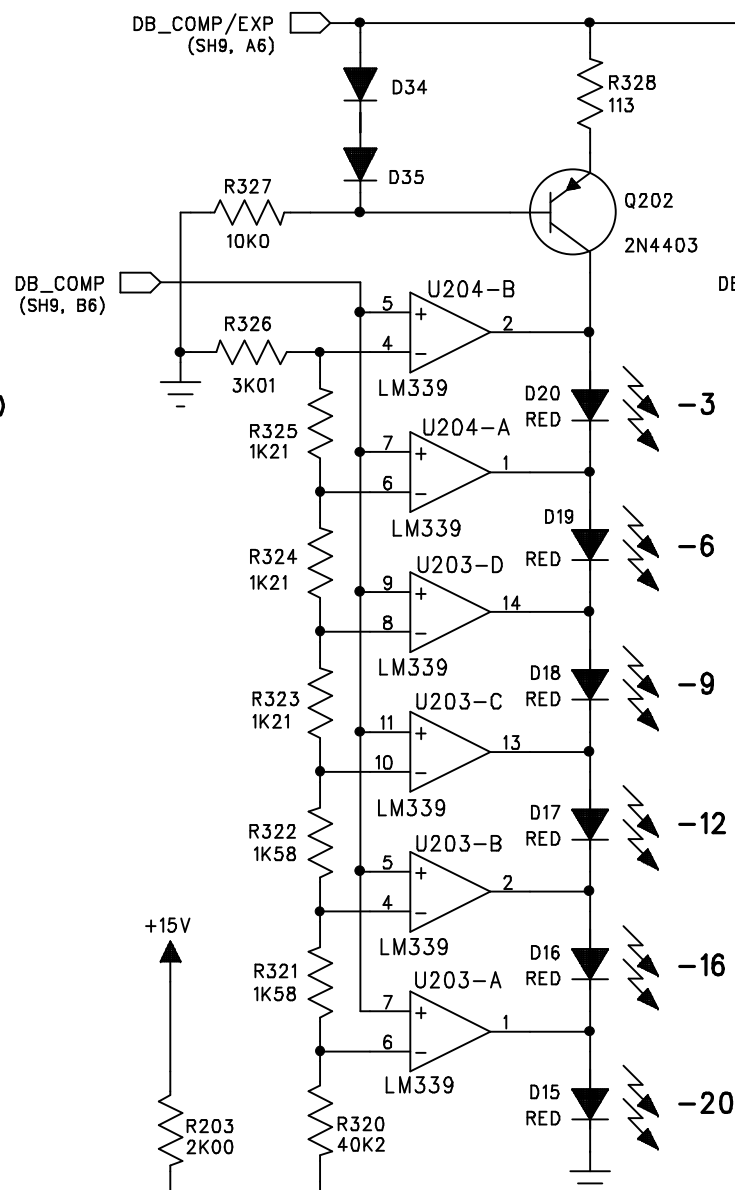 DB_COMP/EXP
(SH9, A6)
D34
R328
113
D35
R327
10K0
Q202
2N4403
DB_COMP
(SH9, B6)
DB
U204-B
5
+
4
−
2
LM339
R326
3K01
D20
RED
-3
)
R325
1K21
U204-A
7
+
6
−
1
LM339
D19
RED
-6
R324
1K21
U203-D
9
+
8
−
14
LM339
D18
RED
-9
R323
1K21
U203-C
11
+
10
−
13
LM339
D17
RED
-12
R322
1K58
U203-B
5
+
4
−
2
LM339
D16
RED
-16
+15V
R321
1K58
U203-A
7
+
6
−
1
LM339
D15
RED
-20
R203
2K00
R320
40K2